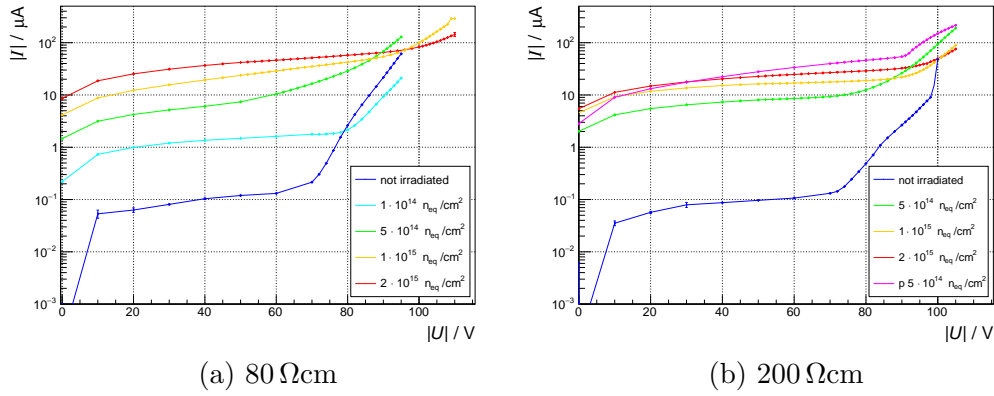 |I| / μA
10²
10
1
10⁻¹
10⁻²
10⁻³
0 20 40 60 80 100
|U| / V
not irradiated
1 · 10¹⁴ n_eq /cm²
5 · 10¹⁴ n_eq /cm²
1 · 10¹⁵ n_eq /cm²
2 · 10¹⁵ n_eq /cm²
(a) 80 Ωcm
|I| / μA
10²
10
1
10⁻¹
10⁻²
10⁻³
0 20 40 60 80 100
|U| / V
not irradiated
5 · 10¹⁴ n_eq /cm²
1 · 10¹⁵ n_eq /cm²
2 · 10¹⁵ n_eq /cm²
p 5 · 10¹⁴ n_eq /cm²
(b) 200 Ωcm